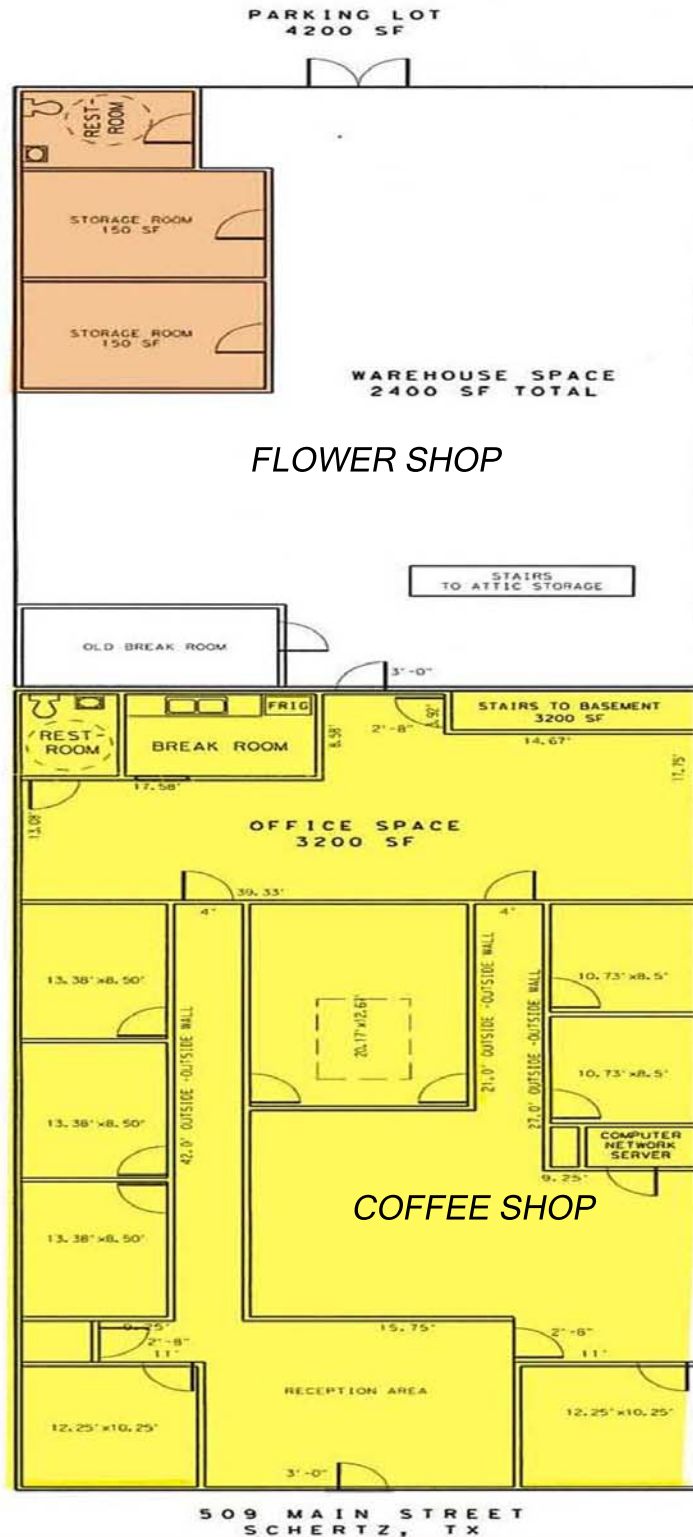 PARKING LOT
4200 SF
REST-
ROOM
STORAGE ROOM
150 SF
STORAGE ROOM
150 SF
WAREHOUSE SPACE
2400 SF TOTAL
FLOWER SHOP
STAIRS
TO ATTIC STORAGE
OLD BREAK ROOM
3'-0"
REST-
ROOM
FRIG
BREAK ROOM
8.58'
2'-8"
3.92'
STAIRS TO BASEMENT
3200 SF
14.67'
17.75'
17.58'
13.08'
OFFICE SPACE
3200 SF
39.33'
4'
4'
13.38'x8.50'
42.0' OUTSIDE-OUTSIDE WALL
20.17'x12.67'
21.0' OUTSIDE-OUTSIDE WALL
27.0' OUTSIDE-OUTSIDE WALL
10.73'x8.5'
13.38'x8.50'
10.73'x8.5'
COMPUTER
NETWORK
SERVER
9.25'
COFFEE SHOP
13.38'x8.50'
2'-8"
11'
15.75'
2'-8"
11'
RECEPTION AREA
12.25'x10.25'
12.25'x10.25'
3'-0"
509 MAIN STREET
SCHERTZ, TX